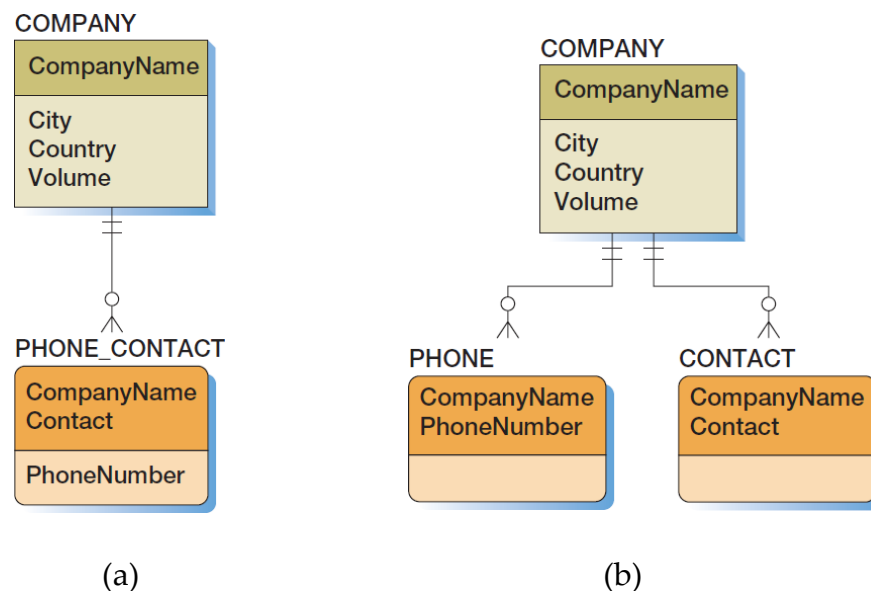 COMPANY
CompanyName
City
Country
Volume
PHONE_CONTACT
CompanyName
Contact
PhoneNumber
(a)
COMPANY
CompanyName
City
Country
Volume
PHONE
CompanyName
PhoneNumber
CONTACT
CompanyName
Contact
(b)